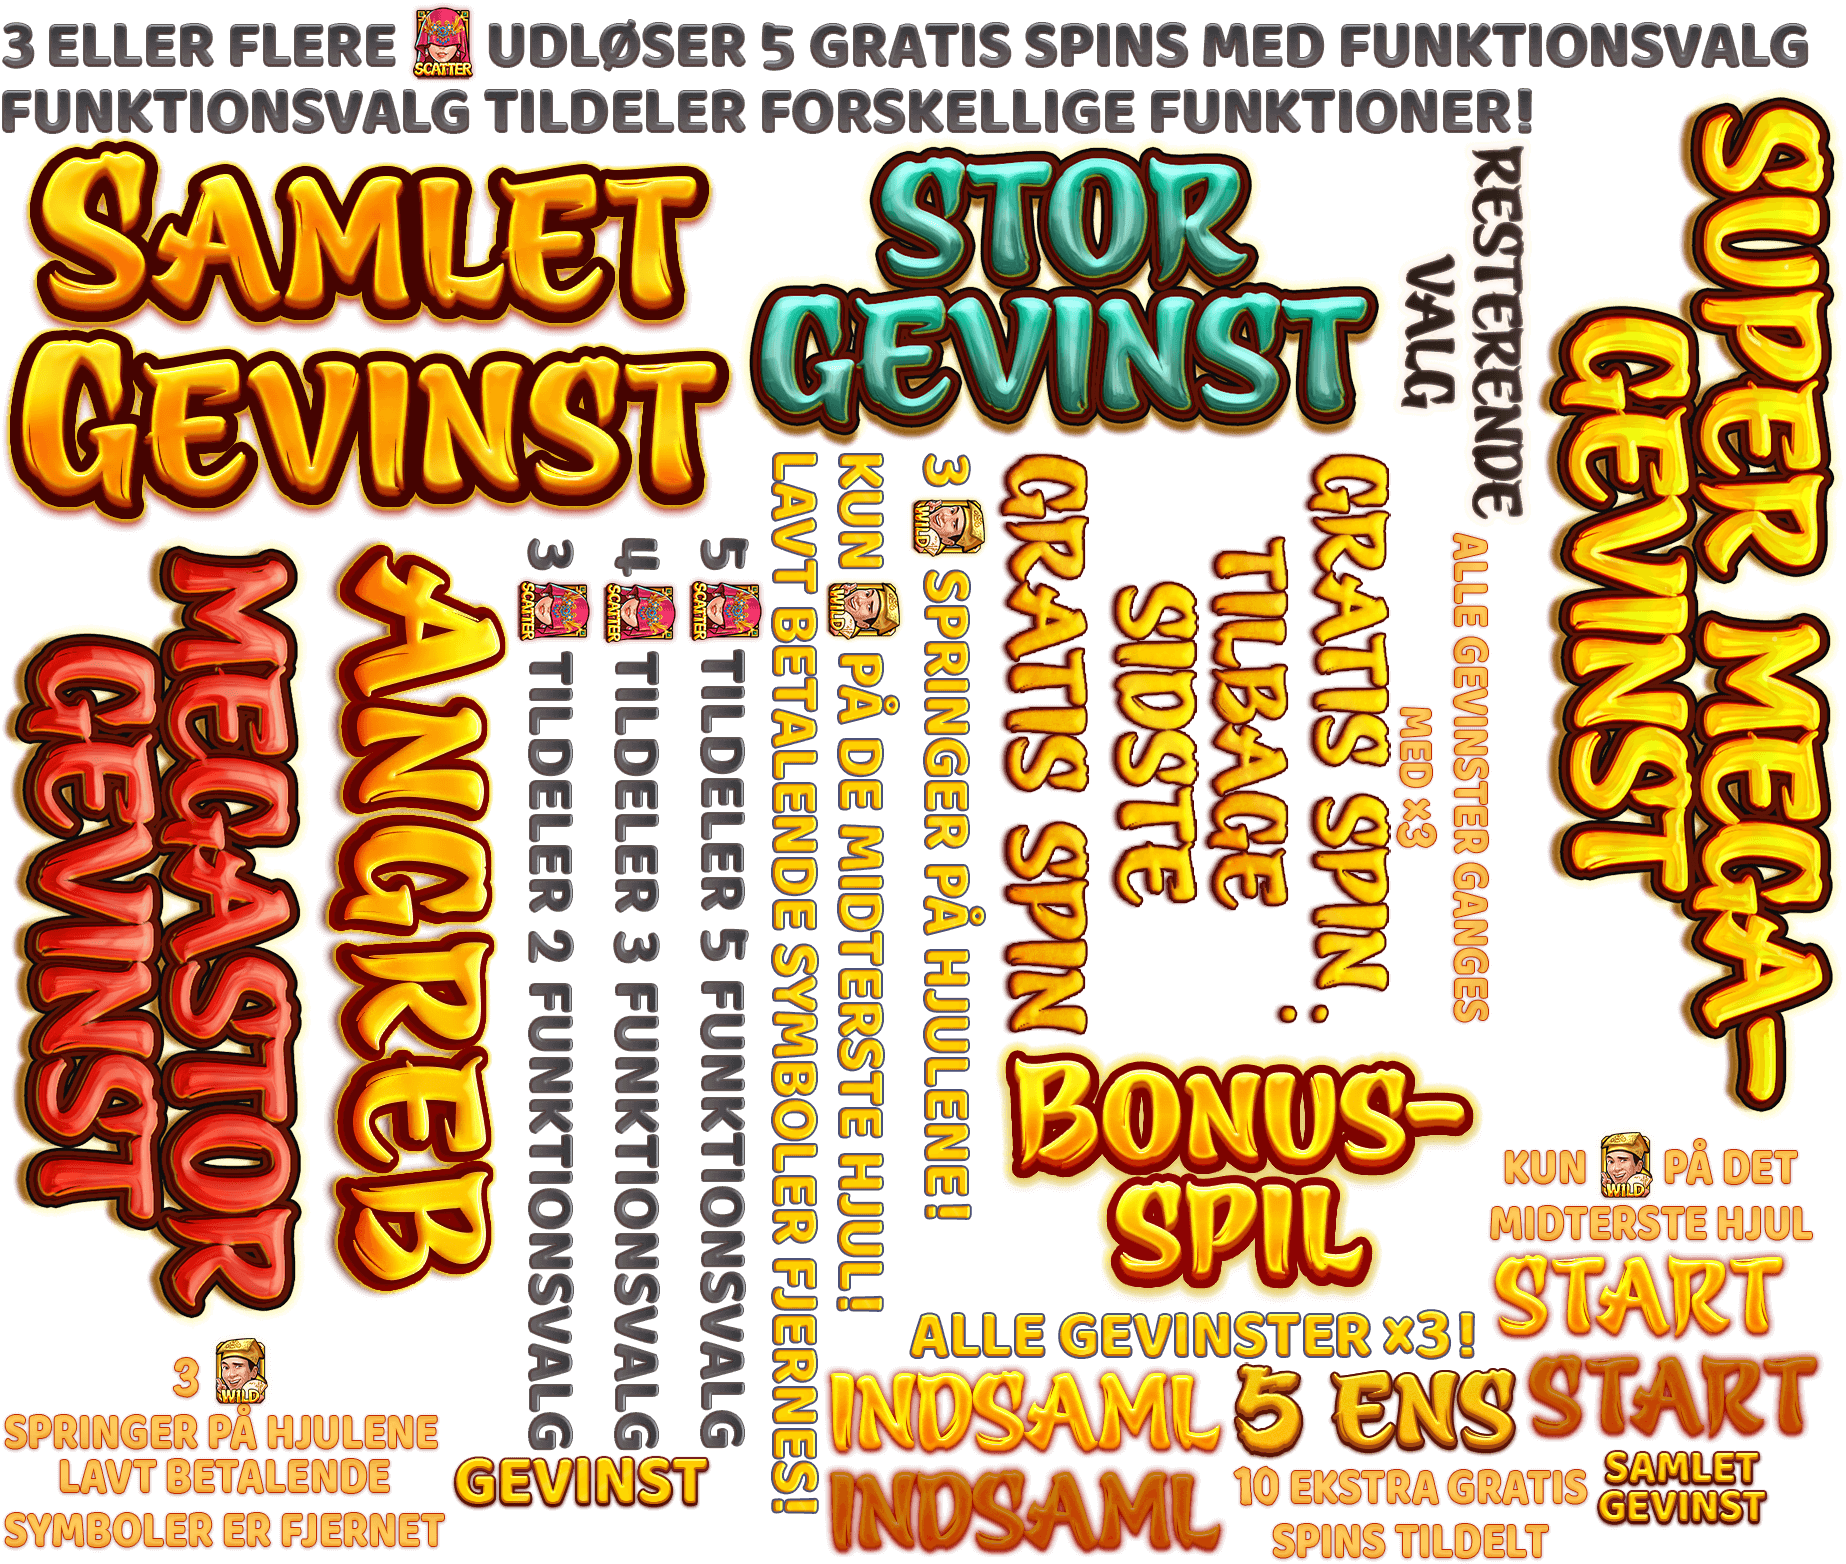 3 ELLER FLERE SCATTER UDLØSER 5 GRATIS SPINS MED FUNKTIONSVALG
FUNKTIONSVALG TILDELER FORSKELLIGE FUNKTIONER!
SAMLET
GEVINST
STOR
GEVINST
RESTERENDE
VALG
SUPER MEGA-
GEVINST
MEGASTOR
GEVINST
ANGREB
5 SCATTER TILDELER 5 FUNKTIONSVALG
4 SCATTER TILDELER 3 FUNKTIONSVALG
3 SCATTER TILDELER 2 FUNKTIONSVALG
KUN WILD PÅ DE MIDTERSTE HJUL!
LAVT BETALENDE SYMBOLER FJERNES!
3 WILD SPRINGER PÅ HJULENE!
GRATIS SPIN
GRATIS SPIN :
TILBAGE :
SIDSTE
ALLE GEVINSTER GANGES
MED ×3
BONUS-
SPIL
KUN WILD PÅ DET
MIDTERSTE HJUL
START
START
ALLE GEVINSTER ×3!
INDSAML
INDSAML
5 ENS
10 EKSTRA GRATIS
SPINS TILDELT
SAMLET
GEVINST
3 WILD
SPRINGER PÅ HJULENE
LAVT BETALENDE
SYMBOLER ER FJERNET
GEVINST